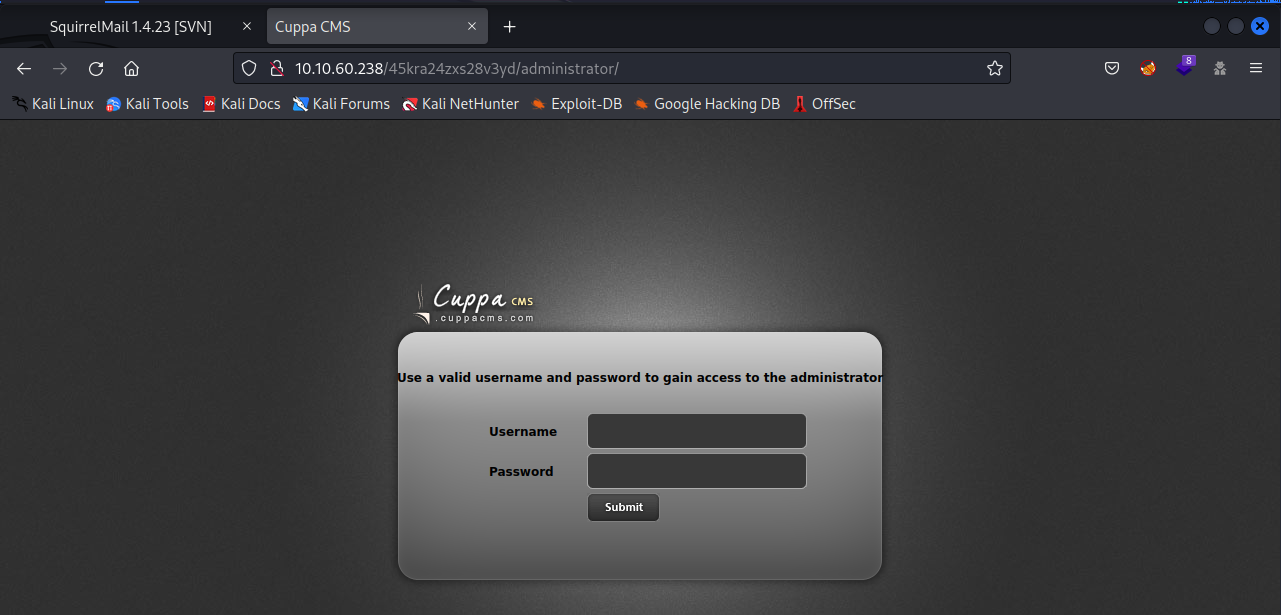 SquirrelMail 1.4.23 [SVN] Cuppa CMS
10.10.60.238/45kra24zxs28v3yd/administrator/ 8
Kali Linux Kali Tools Kali Docs Kali Forums Kali NetHunter Exploit-DB Google Hacking DB OffSec
Cuppa CMS
.cuppacms.com
Use a valid username and password to gain access to the administrator
Username
Password
Submit